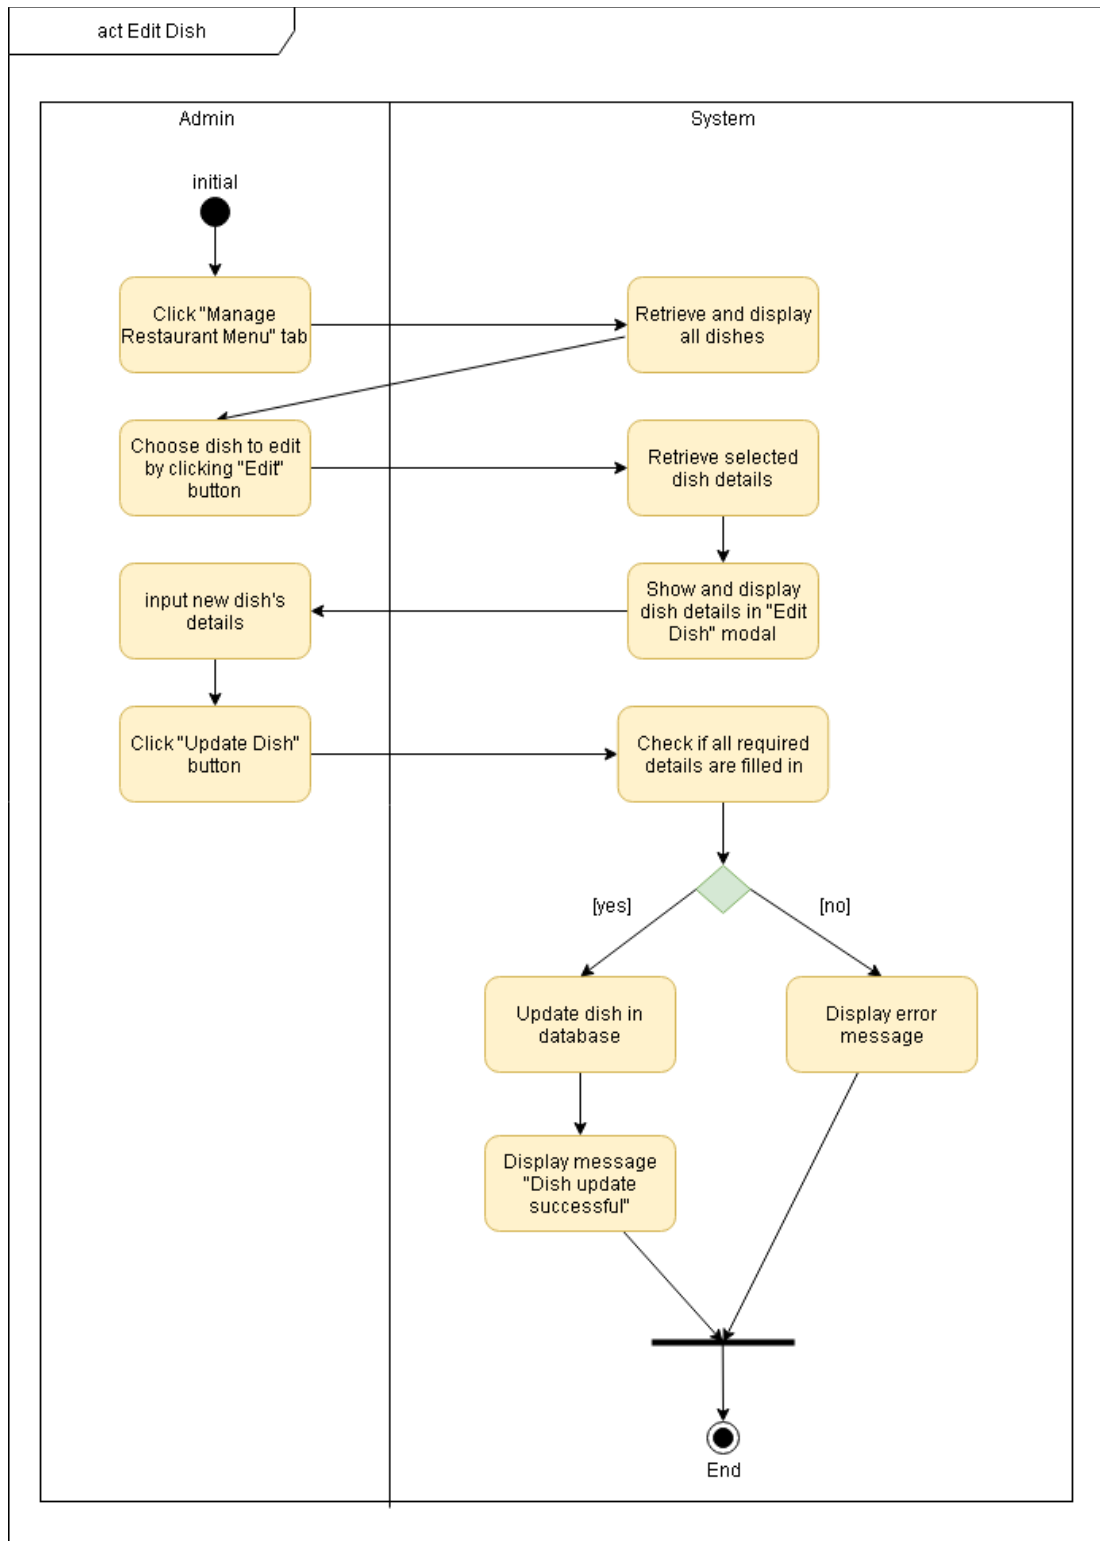 act Edit Dish
Admin
System
initial
Click "Manage
Restaurant Menu" tab
Retrieve and display
all dishes
Choose dish to edit
by clicking "Edit"
button
Retrieve selected
dish details
input new dish's
details
Show and display
dish details in "Edit
Dish" modal
Click "Update Dish"
button
Check if all required
details are filled in
[yes]
[no]
Update dish in
database
Display error
message
Display message
"Dish update
successful"
End